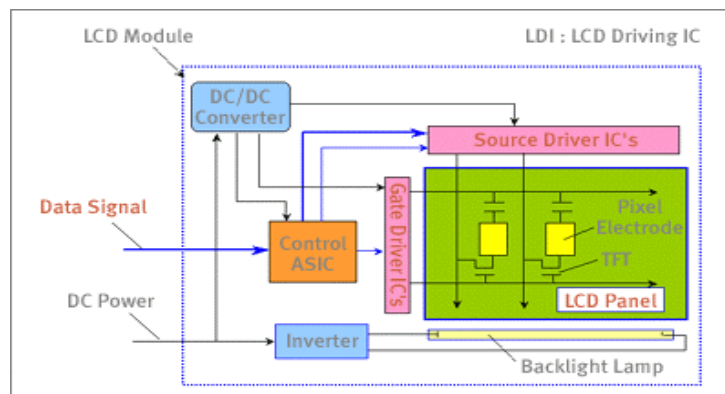 LCD Module
LDI : LCD Driving IC
DC/DC
Converter
Source Driver IC's
Data Signal
Gate Driver IC's
Pixel
Electrode
Control
ASIC
TFT
DC Power
LCD Panel
Inverter
Backlight Lamp